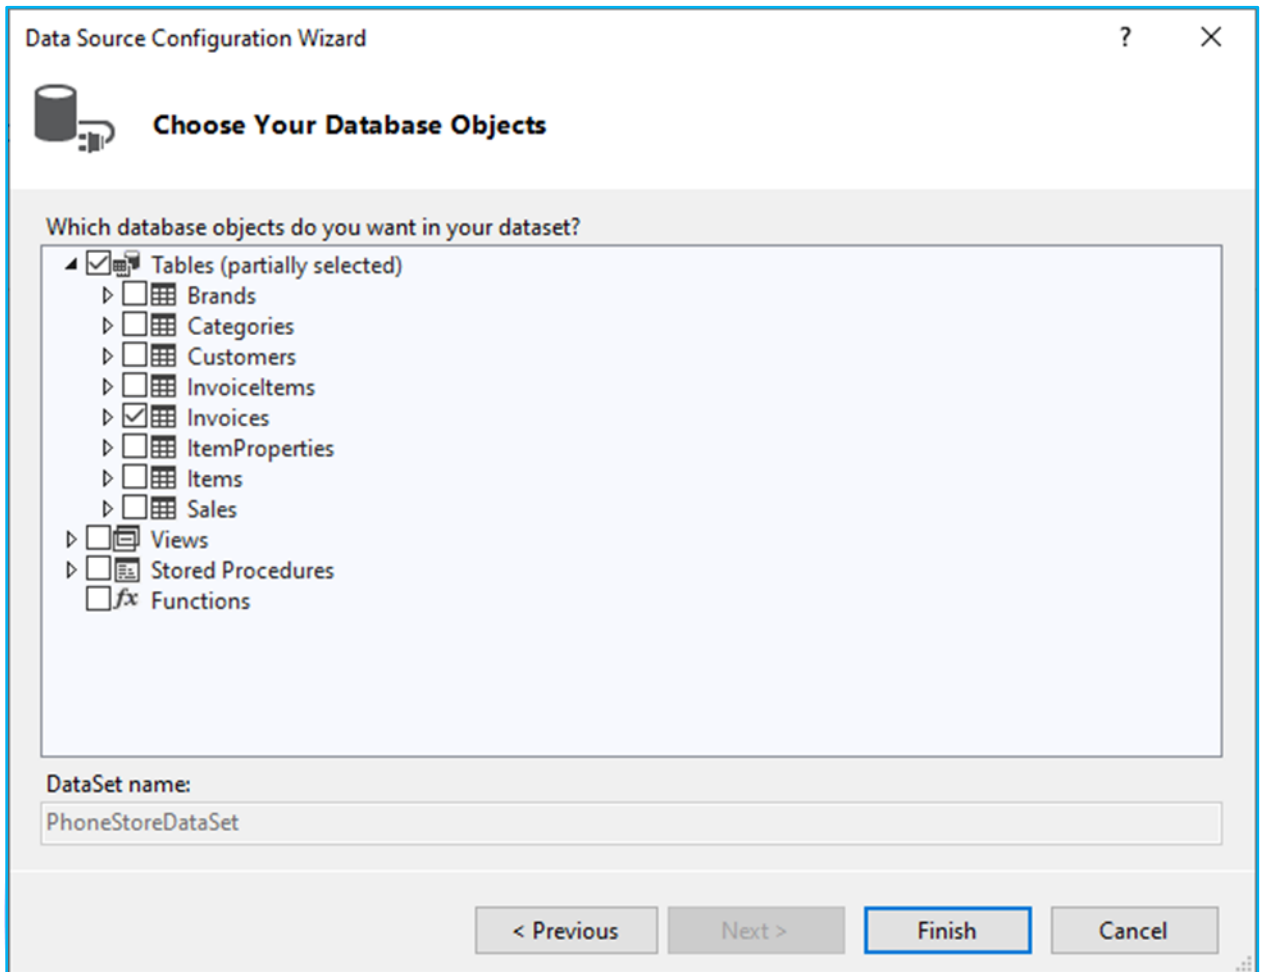 Data Source Configuration Wizard ?
Choose Your Database Objects
Which database objects do you want in your dataset?
Tables (partially selected)
Brands
Categories
Customers
InvoiceItems
Invoices
ItemProperties
Items
Sales
Views
Stored Procedures
fx Functions
DataSet name:
PhoneStoreDataSet
< Previous Next > Finish Cancel